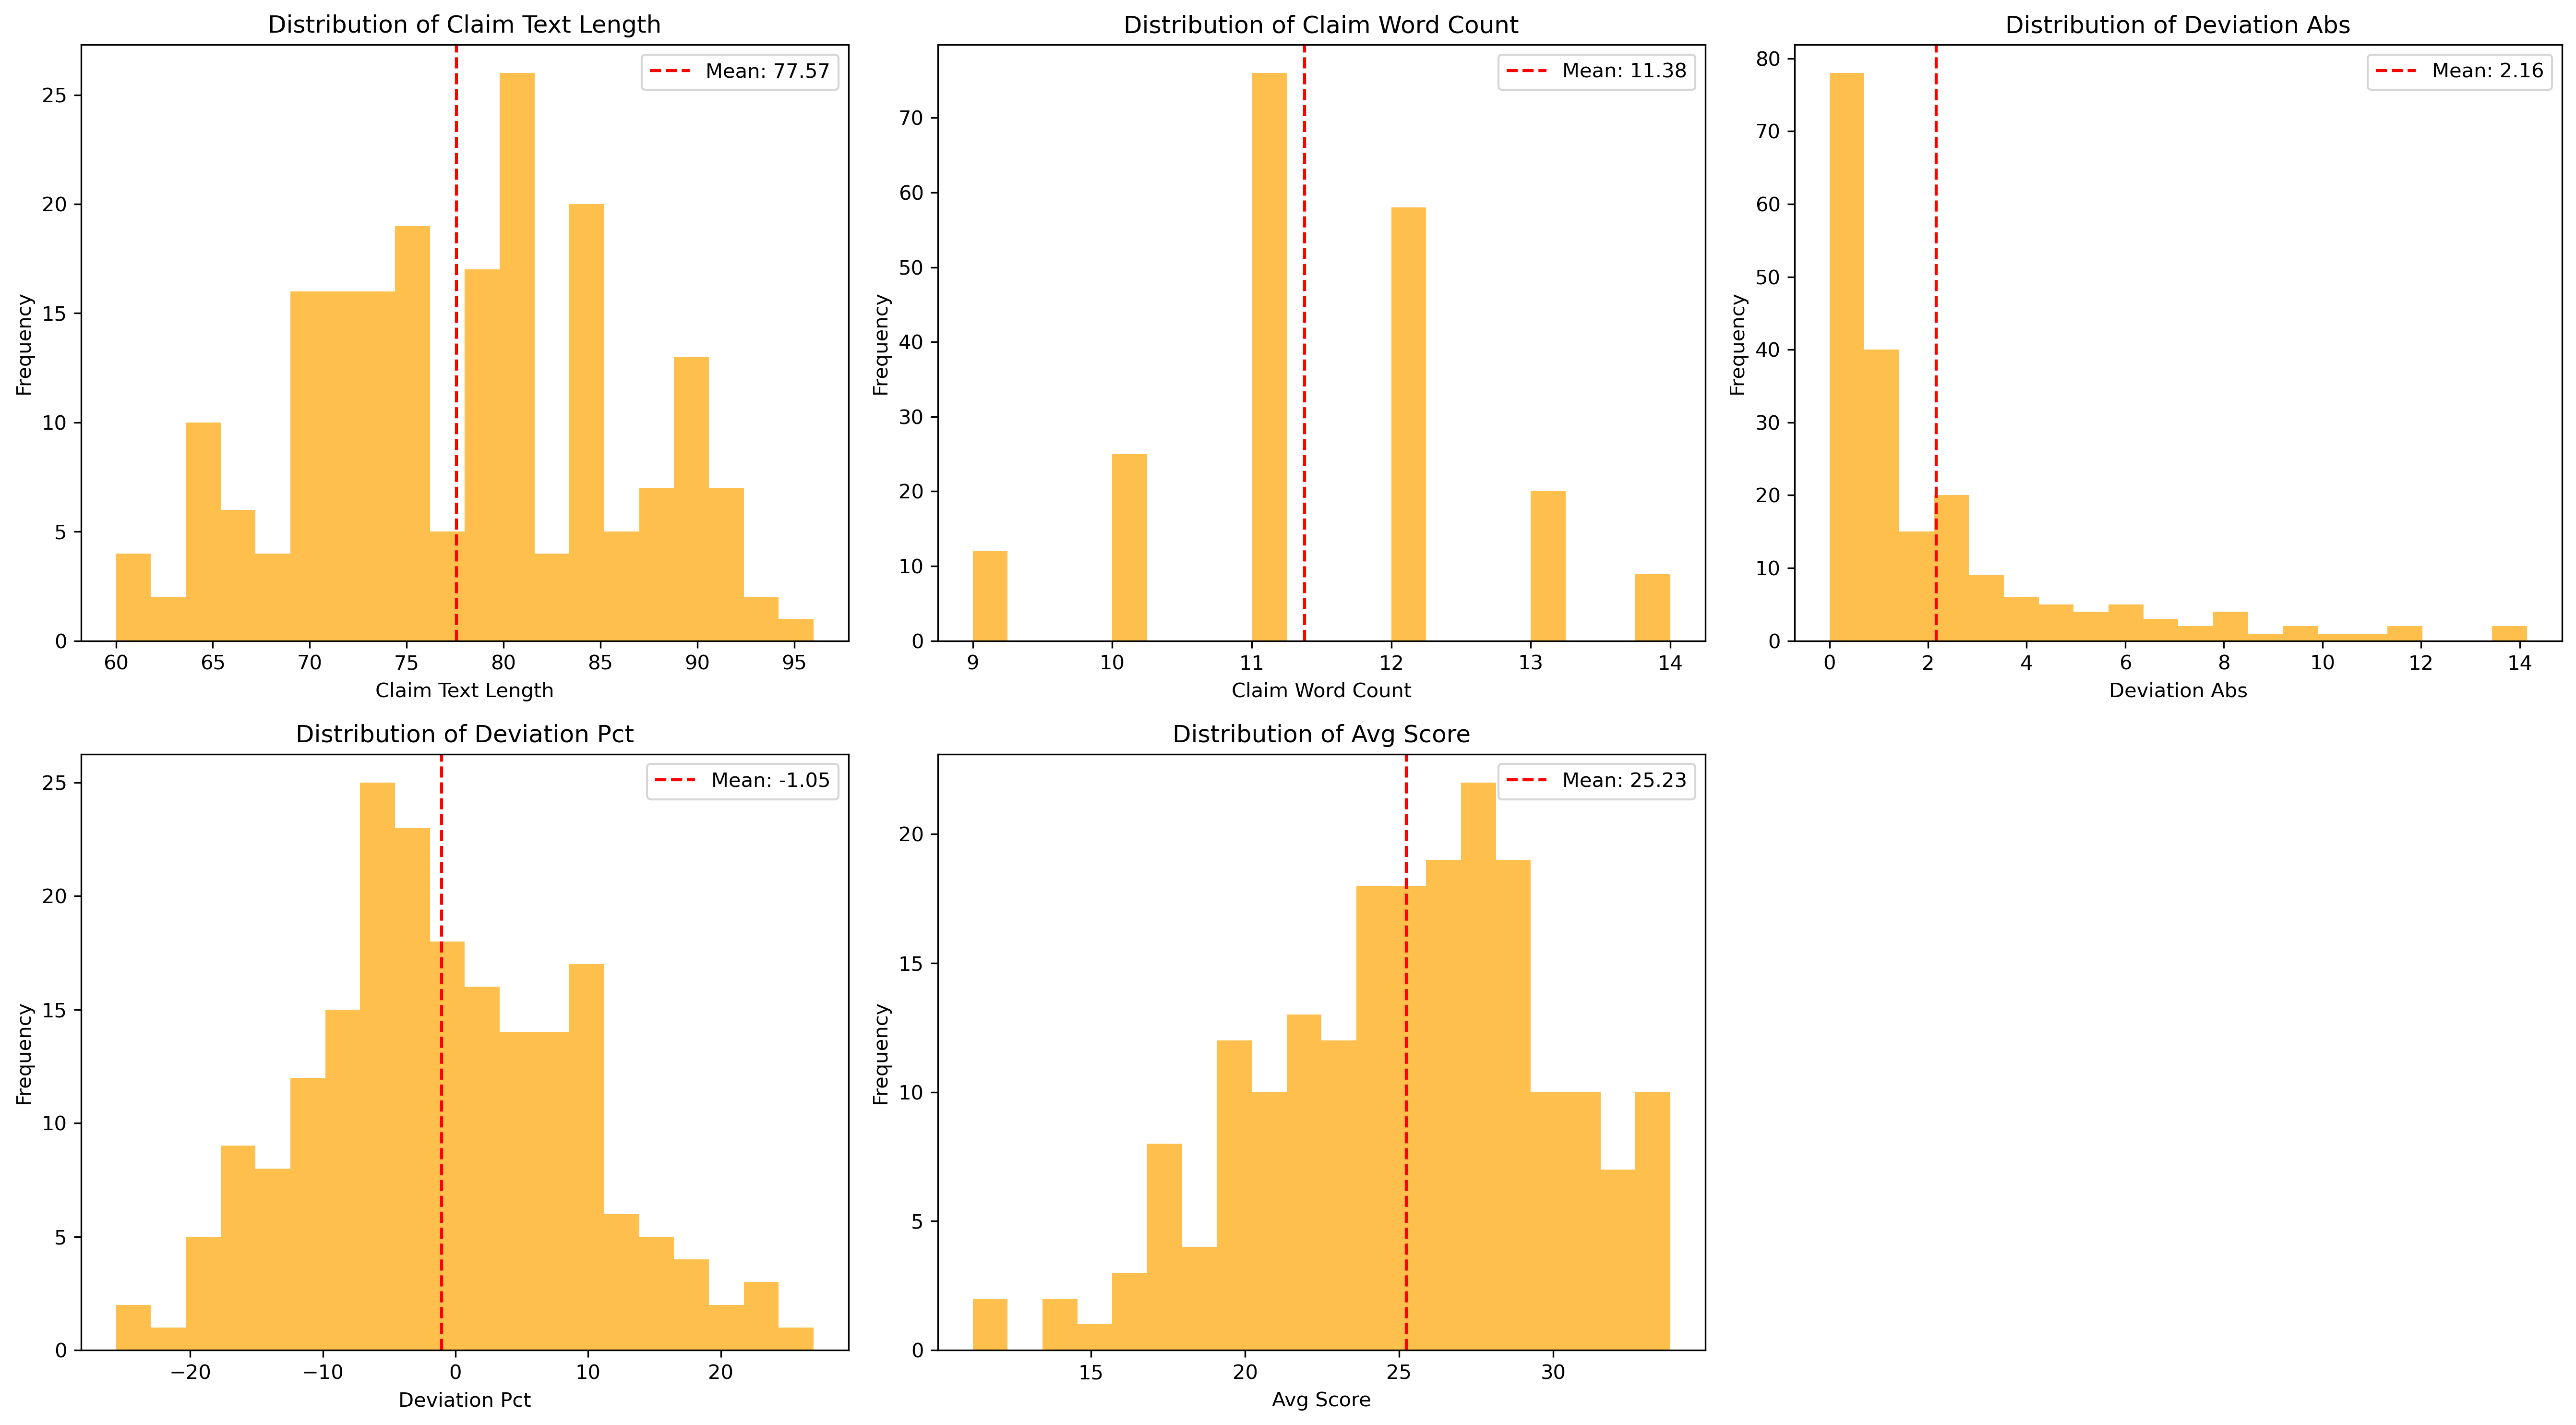 Distribution of Claim Text Length
Mean: 77.57
Frequency
25
20
15
10
5
0
60 65 70 75 80 85 90 95
Claim Text Length
Distribution of Claim Word Count
Mean: 11.38
Frequency
70
60
50
40
30
20
10
0
9 10 11 12 13 14
Claim Word Count
Distribution of Deviation Abs
Mean: 2.16
Frequency
80
70
60
50
40
30
20
10
0
0 2 4 6 8 10 12 14
Deviation Abs
Distribution of Deviation Pct
Mean: -1.05
Frequency
25
20
15
10
5
0
−20 −10 0 10 20
Deviation Pct
Distribution of Avg Score
Mean: 25.23
Frequency
20
15
10
5
0
15 20 25 30
Avg Score